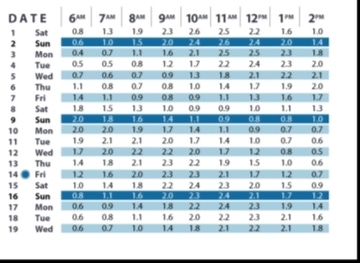 DATE 6AM 7AM 8AM 9AM 10AM 11AM 12PM 1PM 2PM
1 Sat 0.8 1.3 1.9 2.3 2.6 2.5 2.2 1.6 1.0
2 Sun 0.6 1.0 1.5 2.0 2.4 2.6 2.4 2.0 1.4
3 Mon 0.4 0.7 1.1 1.6 2.1 2.5 2.5 2.3 1.8
4 Tue 0.5 0.5 0.8 1.2 1.7 2.2 2.4 2.3 2.0
5 Wed 0.7 0.6 0.7 0.9 1.3 1.8 2.1 2.2 2.1
6 Thu 1.1 0.8 0.7 0.8 1.0 1.4 1.7 1.9 2.0
7 Fri 1.4 1.1 0.9 0.8 0.9 1.1 1.3 1.6 1.7
8 Sat 1.8 1.5 1.3 1.0 0.9 0.9 1.0 1.1 1.3
9 Sun 2.0 1.8 1.6 1.4 1.1 0.9 0.8 0.8 1.0
10 Mon 2.0 2.0 1.9 1.7 1.4 1.1 0.9 0.7 0.7
11 Tue 1.9 2.1 2.1 2.0 1.7 1.4 1.0 0.7 0.6
12 Wed 1.7 2.0 2.2 2.2 2.0 1.7 1.2 0.8 0.5
13 Thu 1.4 1.8 2.1 2.3 2.2 1.9 1.5 1.0 0.6
14 Fri 1.2 1.6 2.0 2.3 2.3 2.1 1.7 1.2 0.7
15 Sat 1.0 1.4 1.8 2.2 2.4 2.3 2.0 1.5 0.9
16 Sun 0.8 1.1 1.6 2.0 2.3 2.4 2.1 1.7 1.2
17 Mon 0.6 0.9 1.4 1.8 2.2 2.4 2.3 1.9 1.4
18 Tue 0.6 0.8 1.1 1.6 2.0 2.2 2.3 2.1 1.6
19 Wed 0.6 0.7 1.0 1.4 1.8 2.1 2.2 2.1 1.8